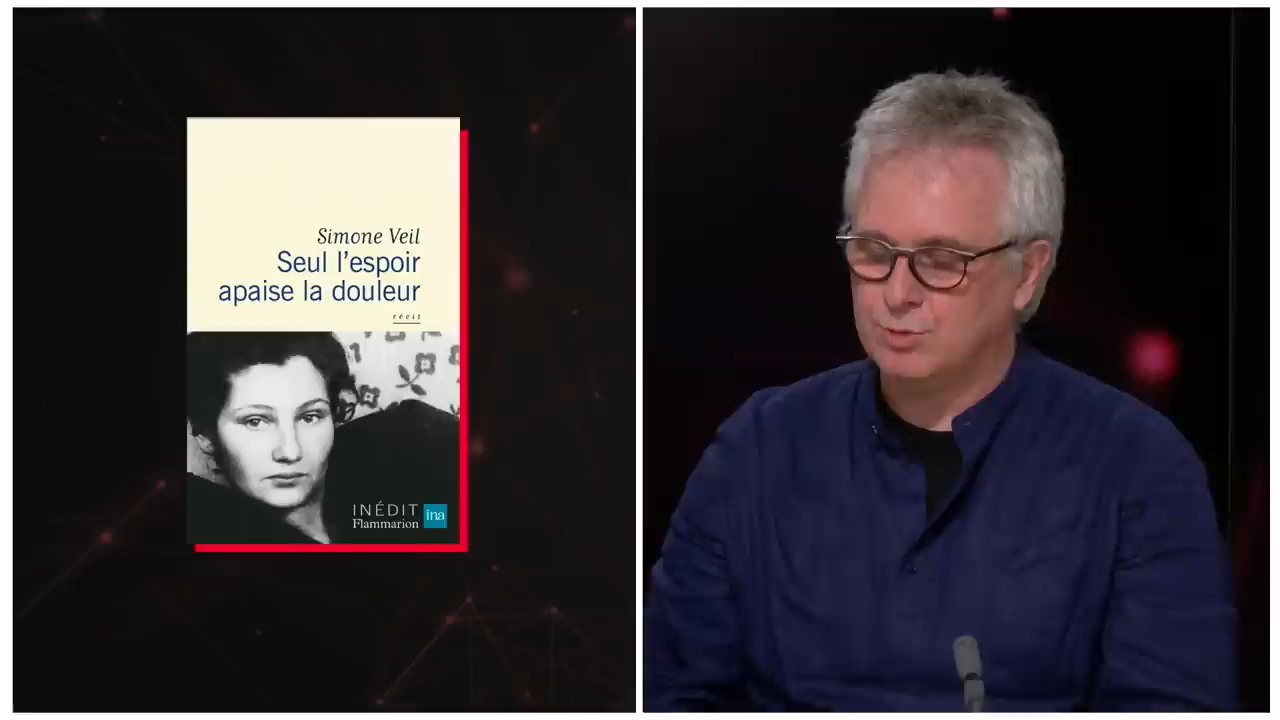 Simone Veil
Seul l'espoir
apaise la douleur
récit
INÉDIT
Flammarion
ina